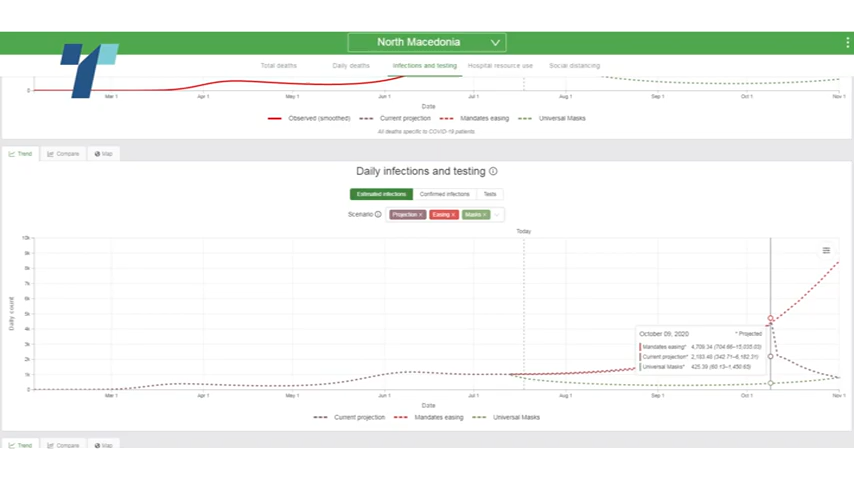 North Macedonia
Total deaths Daily deaths Infections and testing Hospital resource use Social distancing
0
Mar 1 Apr 1 May 1 Jun 1 Jul 1 Aug 1 Sep 1 Oct 1 Nov 1
Date
Observed (smoothed) Current projection Mandates easing Universal Masks
All deaths specific to COVID-19 patients.
Trend Compare Map
Daily infections and testing
Estimated infections Confirmed infections Tests
Scenario Projection × Easing × Masks ×
Today
10k
9k
8k
7k
6k
5k
4k
3k
2k
1k
0
Daily count
October 09, 2020 * Projected
Mandates easing* 4,709.34 (704.66–15,035.03)
Current projection* 2,193.46 (342.71–6,182.31)
Universal Masks* 425.39 (60.13–1,450.65)
Mar 1 Apr 1 May 1 Jun 1 Jul 1 Aug 1 Sep 1 Oct 1 Nov 1
Date
Current projection Mandates easing Universal Masks
Trend Compare Map